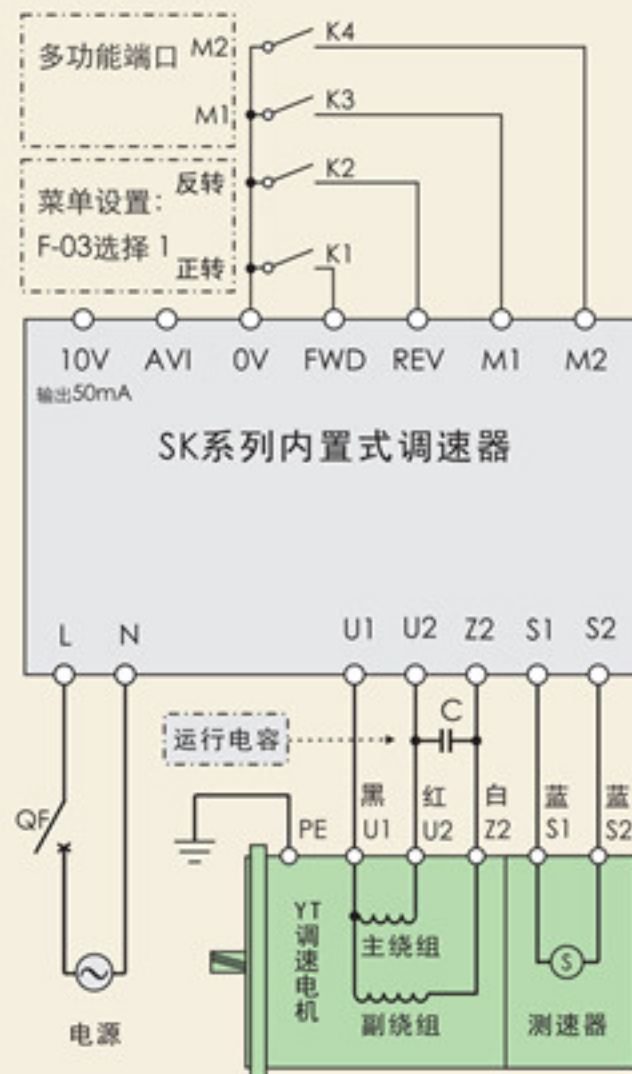 多功能端口
M2
K4
M1
K3
菜单设置:
反转
K2
F-03选择 1
正转
K1
10V AVI 0V FWD REV M1 M2
输出50mA
SK系列内置式调速器
L N U1 U2 Z2 S1 S2
C
运行电容
黑 红 白 蓝 蓝
QF
PE U1 U2 Z2 S1 S2
YT调速电机
主绕组
S
副绕组
测速器
电源